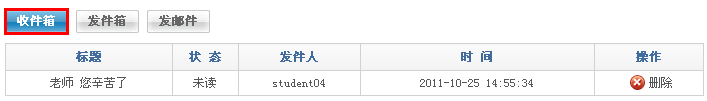 收件箱 发件箱 发邮件
标题 状 态 发件人 时 间 操作
老师 您辛苦了 未读 student04 2011-10-25 14:55:34 删除